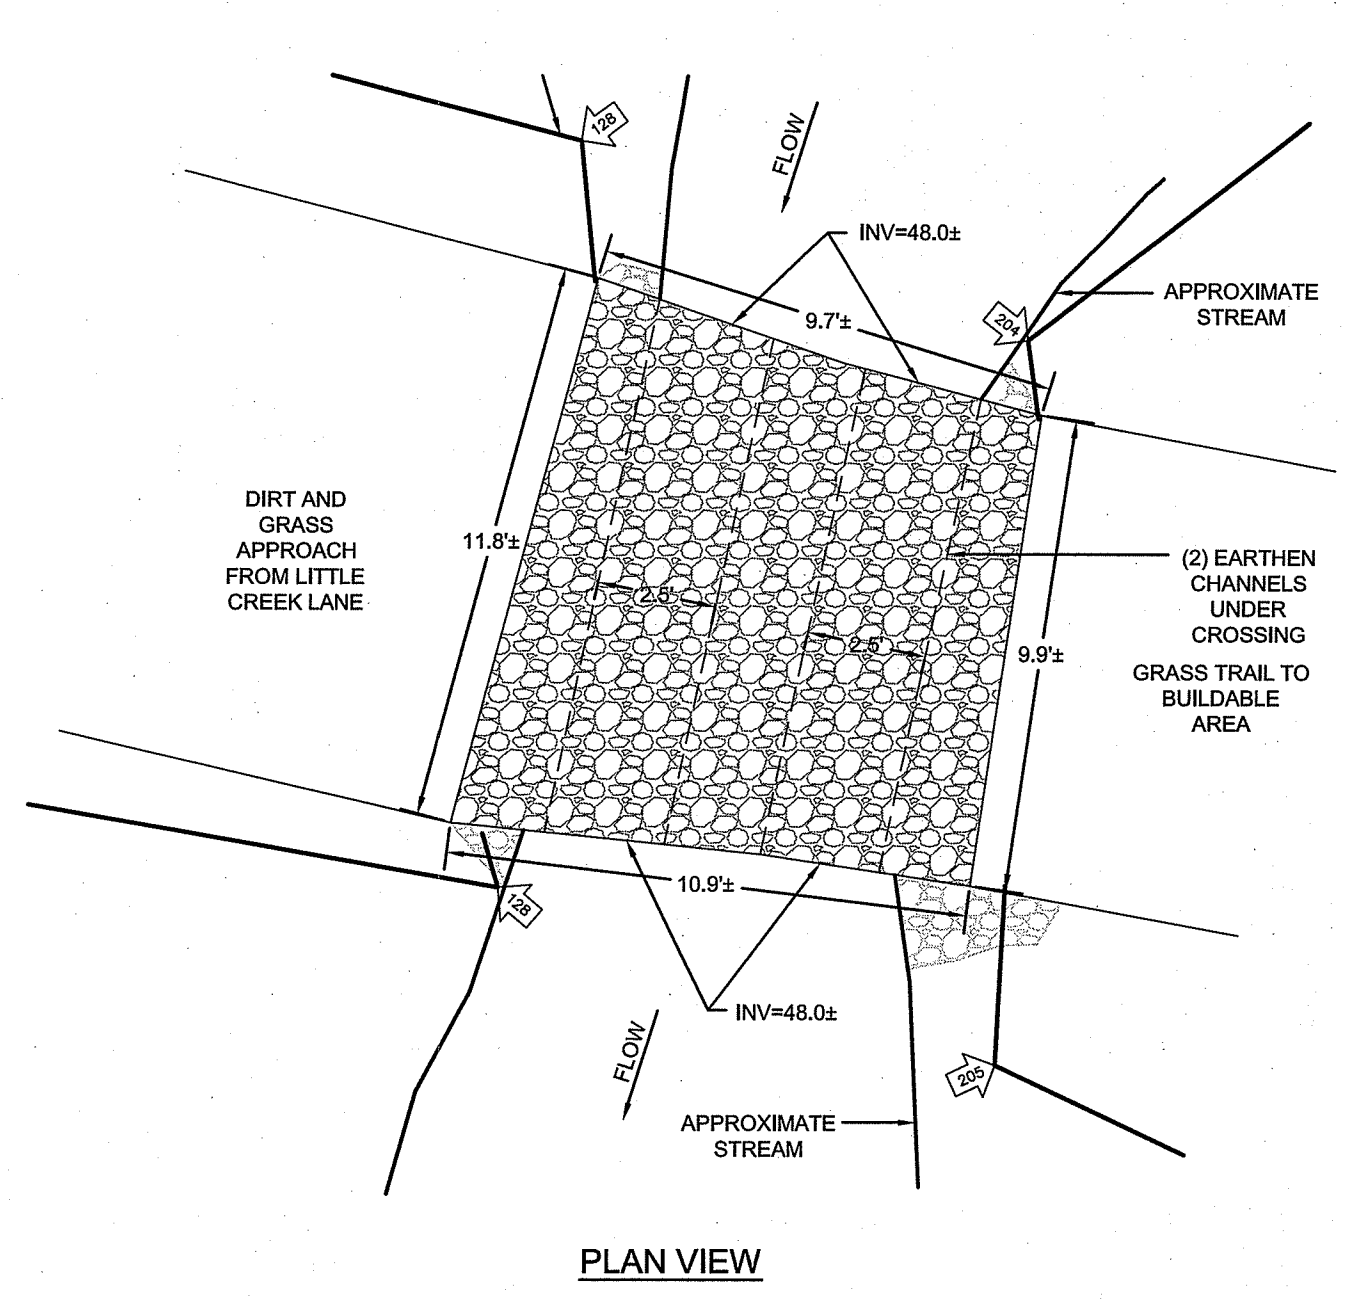 128
FLOW
INV=48.0±
APPROXIMATE
STREAM
204
9.7'±
DIRT AND
GRASS
APPROACH
FROM LITTLE
CREEK LANE
11.8'±
2.5'
2.5'
(2) EARTHEN
CHANNELS
UNDER
CROSSING
9.9'±
GRASS TRAIL TO
BUILDABLE
AREA
10.9'±
128
INV=48.0±
FLOW
205
APPROXIMATE
STREAM
PLAN VIEW